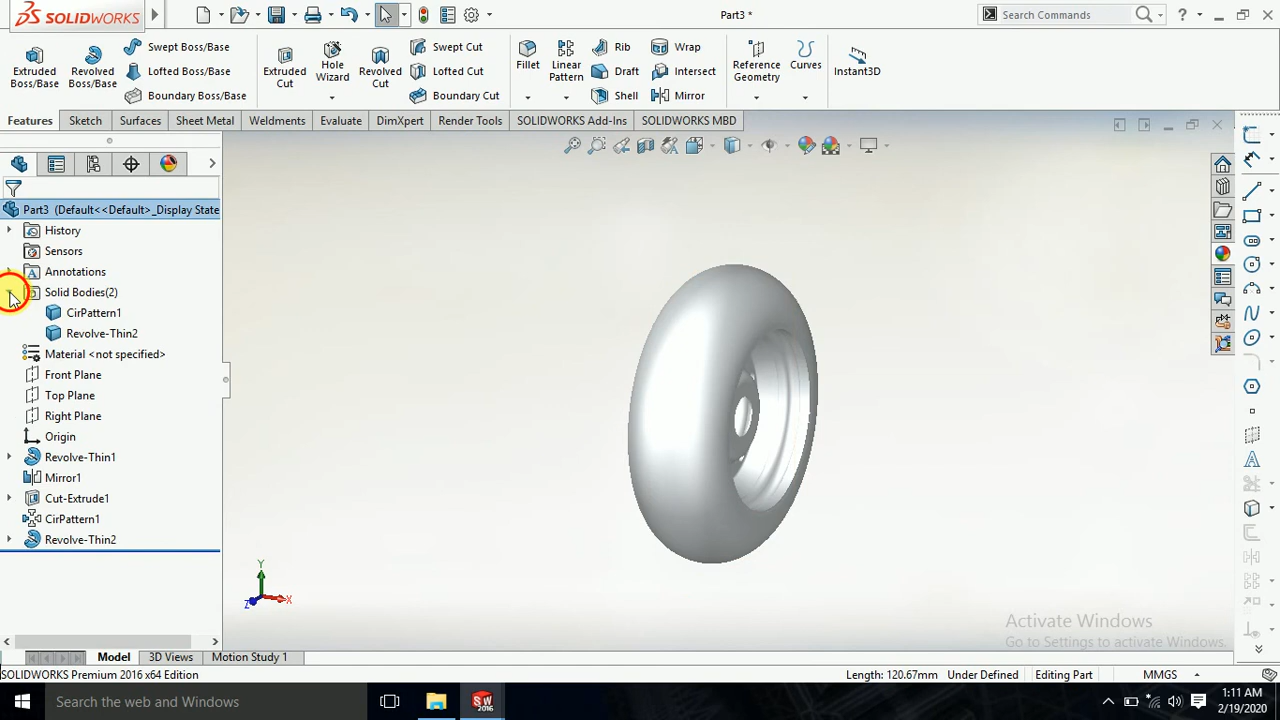 SOLIDWORKS
Part3 *
Search Commands
?
Extruded Boss/Base
Revolved Boss/Base
Swept Boss/Base
Lofted Boss/Base
Boundary Boss/Base
Extruded Cut
Hole Wizard
Revolved Cut
Swept Cut
Lofted Cut
Boundary Cut
Fillet
Linear Pattern
Rib
Draft
Shell
Wrap
Intersect
Mirror
Reference Geometry
Curves
Instant3D
Features
Sketch
Surfaces
Sheet Metal
Weldments
Evaluate
DimXpert
Render Tools
SOLIDWORKS Add-Ins
SOLIDWORKS MBD
Part3 (Default<<Default>_Display State
History
Sensors
Annotations
Solid Bodies(2)
CirPattern1
Revolve-Thin2
Material <not specified>
Front Plane
Top Plane
Right Plane
Origin
Revolve-Thin1
Mirror1
Cut-Extrude1
CirPattern1
Revolve-Thin2
Y
Z
X
Activate Windows
Go to Settings to activate Windows.
Model
3D Views
Motion Study 1
SOLIDWORKS Premium 2016 x64 Edition
Length: 120.67mm
Under Defined
Editing Part
MMGS
Search the web and Windows
SW
2016
1:11 AM
2/19/2020